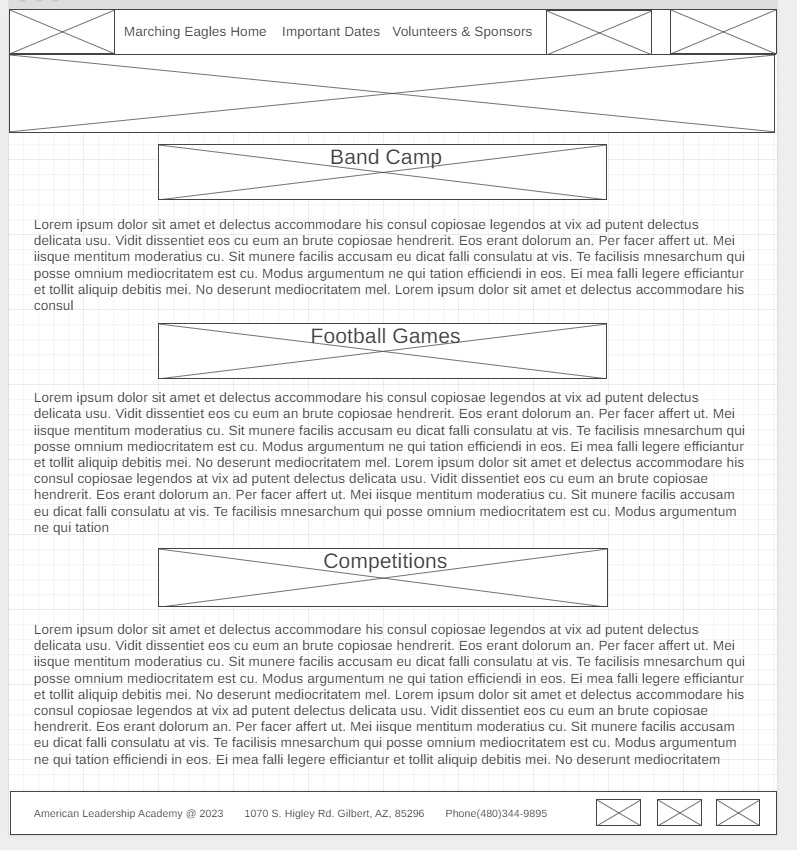 Marching Eagles Home Important Dates Volunteers & Sponsors
Band Camp
Lorem ipsum dolor sit amet et delectus accommodare his consul copiosae legendos at vix ad putent delectus
delicata usu. Vidit dissentiet eos cu eum an brute copiosae hendrerit. Eos erant dolorum an. Per facer affert ut. Mei
iisque mentitum moderatius cu. Sit munere facilis accusam eu dicat falli consulatu at vis. Te facilisis mnesarchum qui
posse omnium mediocritatem est cu. Modus argumentum ne qui tation efficiendi in eos. Ei mea falli legere efficiantur
et tollit aliquip debitis mei. No deserunt mediocritatem mel. Lorem ipsum dolor sit amet et delectus accommodare his
consul
Football Games
Lorem ipsum dolor sit amet et delectus accommodare his consul copiosae legendos at vix ad putent delectus
delicata usu. Vidit dissentiet eos cu eum an brute copiosae hendrerit. Eos erant dolorum an. Per facer affert ut. Mei
iisque mentitum moderatius cu. Sit munere facilis accusam eu dicat falli consulatu at vis. Te facilisis mnesarchum qui
posse omnium mediocritatem est cu. Modus argumentum ne qui tation efficiendi in eos. Ei mea falli legere efficiantur
et tollit aliquip debitis mei. No deserunt mediocritatem mel. Lorem ipsum dolor sit amet et delectus accommodare his
consul copiosae legendos at vix ad putent delectus delicata usu. Vidit dissentiet eos cu eum an brute copiosae
hendrerit. Eos erant dolorum an. Per facer affert ut. Mei iisque mentitum moderatius cu. Sit munere facilis accusam
eu dicat falli consulatu at vis. Te facilisis mnesarchum qui posse omnium mediocritatem est cu. Modus argumentum
ne qui tation
Competitions
Lorem ipsum dolor sit amet et delectus accommodare his consul copiosae legendos at vix ad putent delectus
delicata usu. Vidit dissentiet eos cu eum an brute copiosae hendrerit. Eos erant dolorum an. Per facer affert ut. Mei
iisque mentitum moderatius cu. Sit munere facilis accusam eu dicat falli consulatu at vis. Te facilisis mnesarchum qui
posse omnium mediocritatem est cu. Modus argumentum ne qui tation efficiendi in eos. Ei mea falli legere efficiantur
et tollit aliquip debitis mei. No deserunt mediocritatem mel. Lorem ipsum dolor sit amet et delectus accommodare his
consul copiosae legendos at vix ad putent delectus delicata usu. Vidit dissentiet eos cu eum an brute copiosae
hendrerit. Eos erant dolorum an. Per facer affert ut. Mei iisque mentitum moderatius cu. Sit munere facilis accusam
eu dicat falli consulatu at vis. Te facilisis mnesarchum qui posse omnium mediocritatem est cu. Modus argumentum
ne qui tation efficiendi in eos. Ei mea falli legere efficiantur et tollit aliquip debitis mei. No deserunt mediocritatem
American Leadership Academy @ 2023 1070 S. Higley Rd. Gilbert, AZ, 85296 Phone(480)344-9895